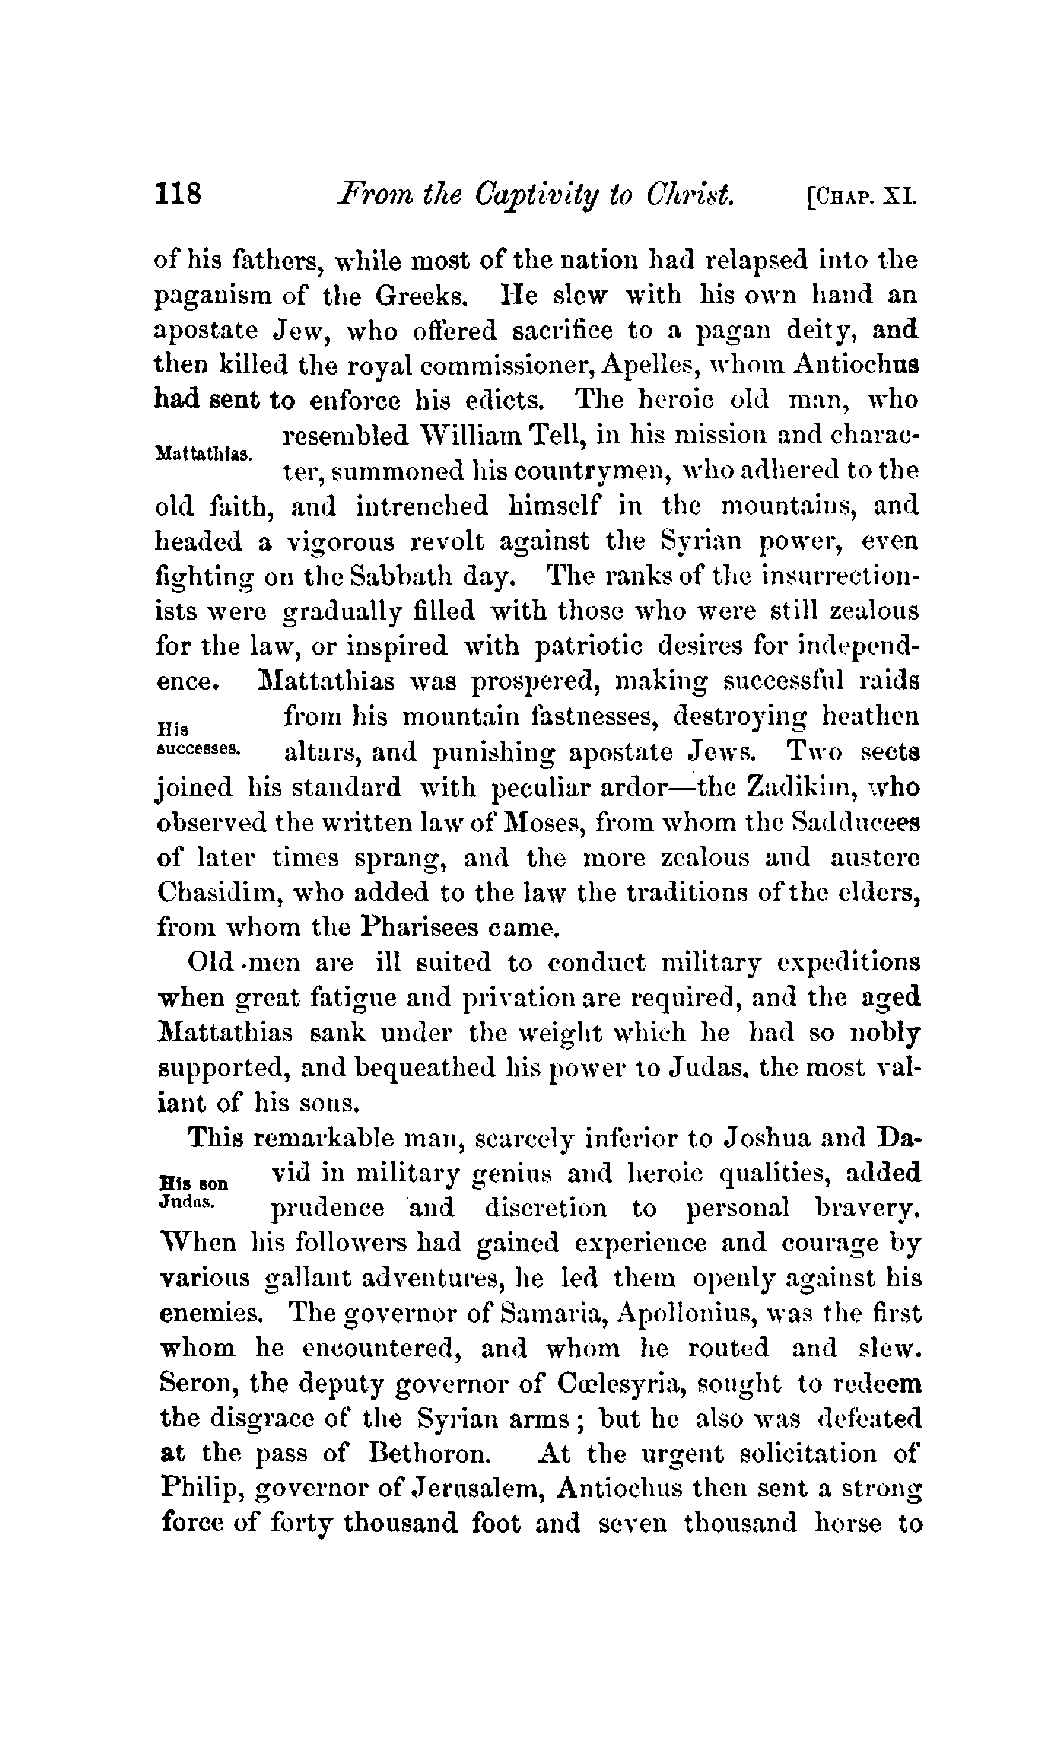 118 From the Captivity to Christ. [CHAP. XI.
of his fathers, while most of the nation had relapsed into the
paganism of the Greeks. He slew with his own hand an
apostate Jew, who offered sacrifice to a pagan deity, and
then killed the royal commissioner, Apelles, whom Antiochus
had sent to enforce his edicts. The heroic old man, who
resembled William Tell, in his mission and charac-
Mattathias.
ter, summoned his countrymen, who adhered to the
old faith, and intrenched himself in the mountains, and
headed a vigorous revolt against the Syrian power, even
fighting on the Sabbath day. The ranks of the insurrection-
ists were gradually filled with those who were still zealous
for the law, or inspired with patriotic desires for independ-
ence. Mattathias was prospered, making successful raids
from his mountain fastnesses, destroying heathen
His
successes. altars, and punishing apostate Jews. Two sects
joined his standard with peculiar ardor—the Zadikim, who
observed the written law of Moses, from whom the Sadducees
of later times sprang, and the more zealous and austere
Chasidim, who added to the law the traditions of the elders,
from whom the Pharisees came.
Old men are ill suited to conduct military expeditions
when great fatigue and privation are required, and the aged
Mattathias sank under the weight which he had so nobly
supported, and bequeathed his power to Judas, the most val-
iant of his sons.
This remarkable man, scarcely inferior to Joshua and Da-
His son vid in military genius and heroic qualities, added
Judas. prudence and discretion to personal bravery.
When his followers had gained experience and courage by
various gallant adventures, he led them openly against his
enemies. The governor of Samaria, Apollonius, was the first
whom he encountered, and whom he routed and slew.
Seron, the deputy governor of Cœlesyria, sought to redeem
the disgrace of the Syrian arms; but he also was defeated
at the pass of Bethoron. At the urgent solicitation of
Philip, governor of Jerusalem, Antiochus then sent a strong
force of forty thousand foot and seven thousand horse to